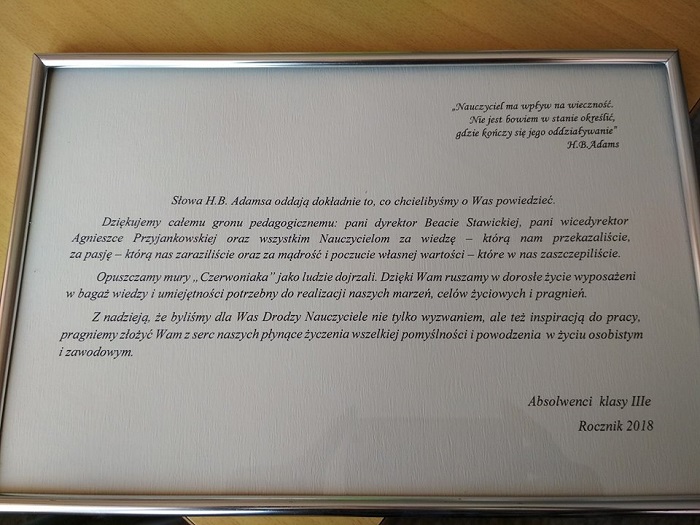 „Nauczyciel ma wpływ na wieczność.
Nie jest bowiem w stanie określić,
gdzie kończy się jego oddziaływanie”
H.B.Adams
Słowa H.B. Adamsa oddają dokładnie to, co chcielibyśmy o Was powiedzieć.
Dziękujemy całemu gronu pedagogicznemu: pani dyrektor Beacie Stawickiej, pani wicedyrektor
Agnieszce Przyjankowskiej oraz wszystkim Nauczycielom za wiedzę – którą nam przekazaliście,
za pasję – którą nas zaraziliście oraz za mądrość i poczucie własnej wartości – które w nas zaszczepiliście.
Opuszczamy mury „Czerwoniaka” jako ludzie dojrzali. Dzięki Wam ruszamy w dorosłe życie wyposażeni
w bagaż wiedzy i umiejętności potrzebny do realizacji naszych marzeń, celów życiowych i pragnień.
Z nadzieją, że byliśmy dla Was Drodzy Nauczyciele nie tylko wyzwaniem, ale też inspiracją do pracy,
pragniemy złożyć Wam z serc naszych płynące życzenia wszelkiej pomyślności i powodzenia w życiu osobistym
i zawodowym.
Absolwenci klasy IIIe
Rocznik 2018